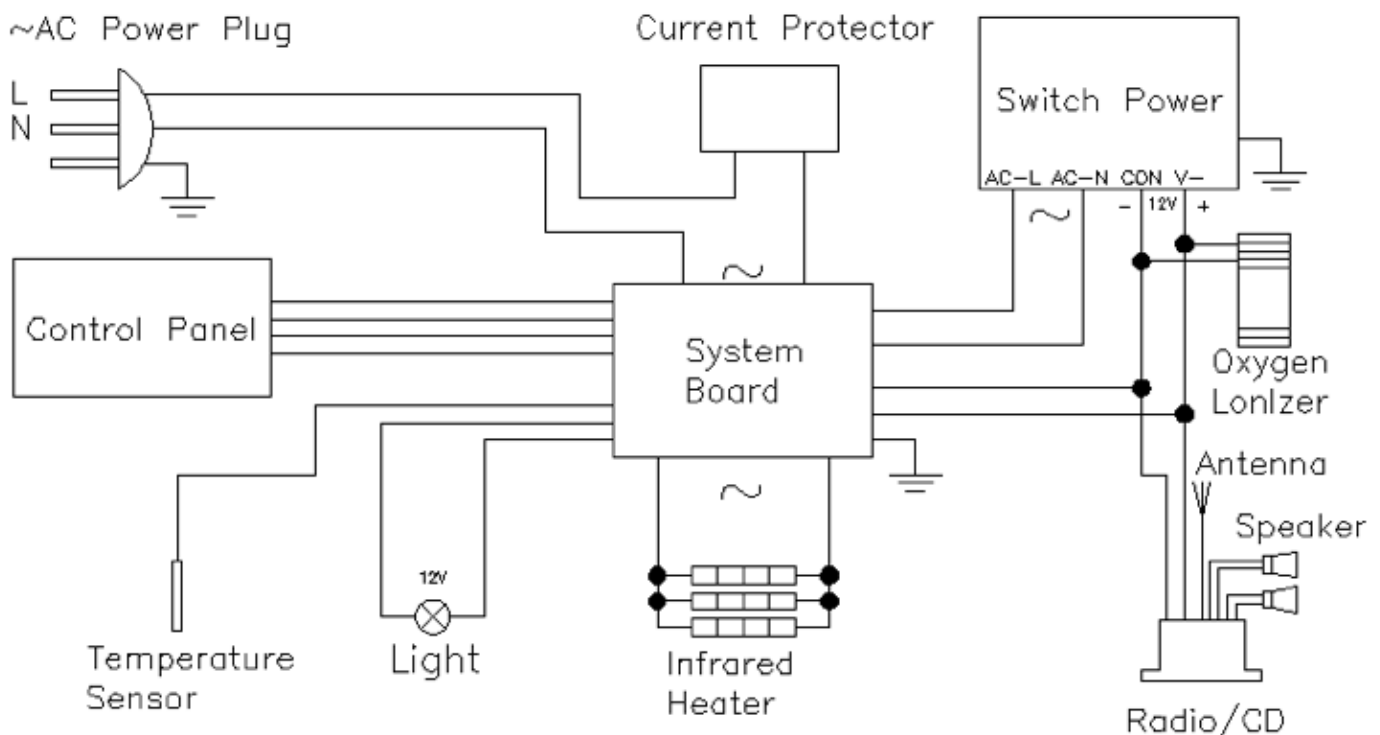 ~AC Power Plug
Current Protector
L
N
Switch Power
AC-L AC-N CON V-
- 12V +
~
~
Control Panel
System
Board
Oxygen
LonIzer
~
Antenna
Speaker
12V
Temperature
Sensor
Light
Infrared
Heater
Radio/CD